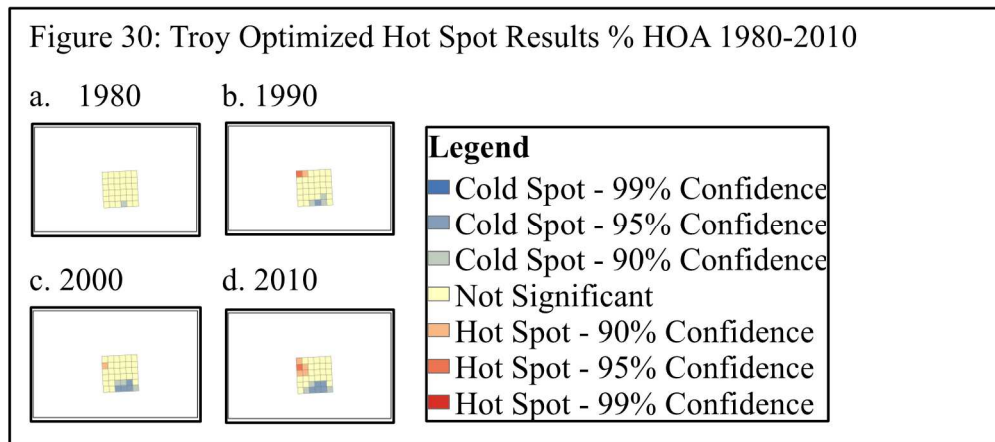 Figure 30: Troy Optimized Hot Spot Results % HOA 1980-2010
a. 1980
b. 1990
c. 2000
d. 2010
Legend
Cold Spot - 99% Confidence
Cold Spot - 95% Confidence
Cold Spot - 90% Confidence
Not Significant
Hot Spot - 90% Confidence
Hot Spot - 95% Confidence
Hot Spot - 99% Confidence